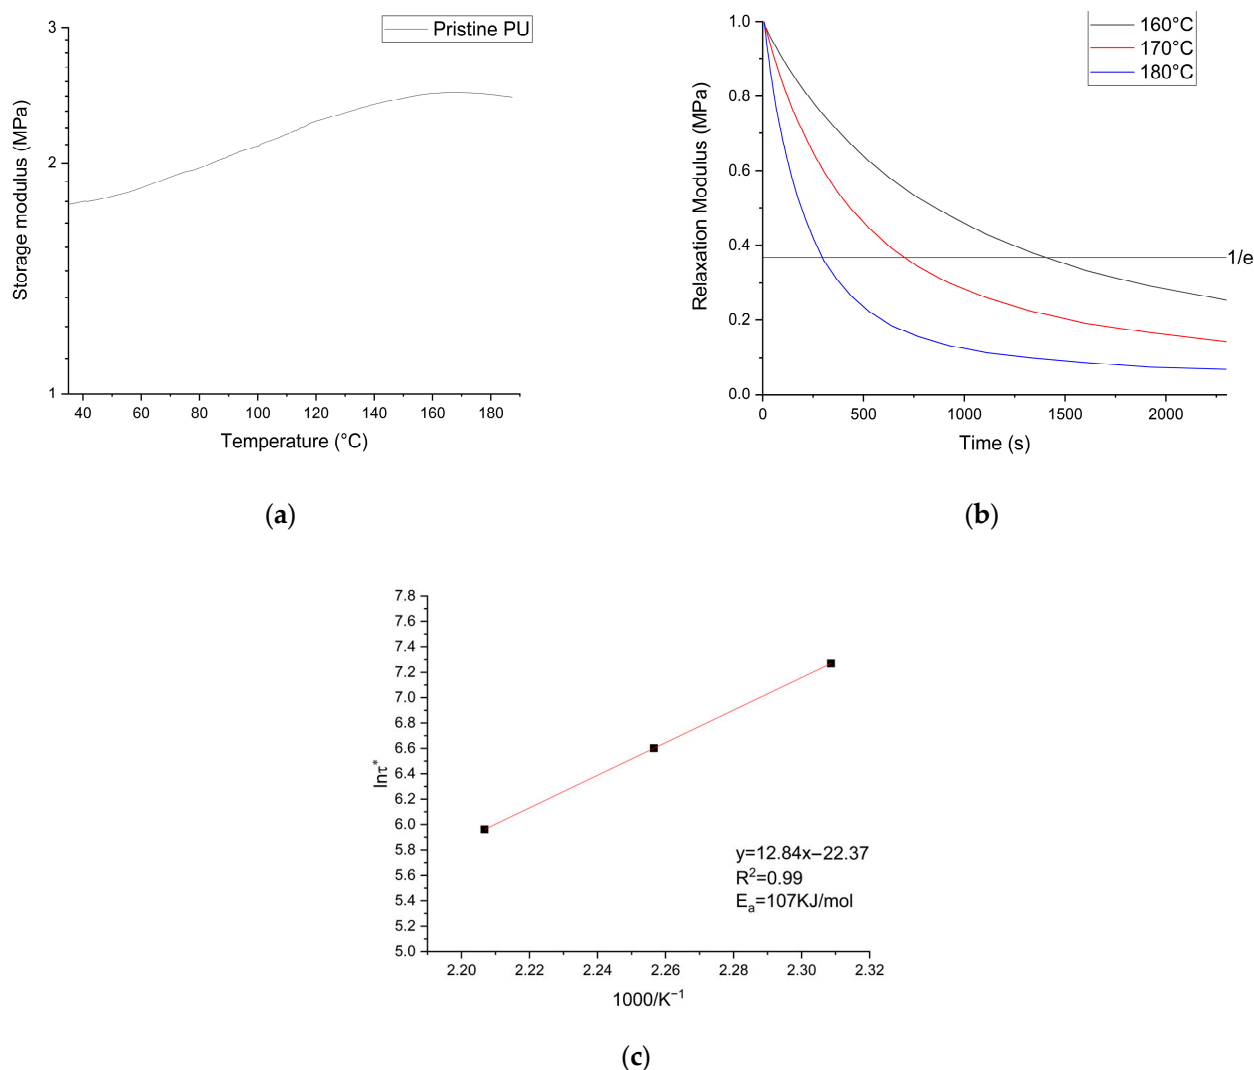 Pristine PU
3
2
1
Storage modulus (MPa)
40 60 80 100 120 140 160 180
Temperature (°C)
(a)
160°C
170°C
180°C
1.0
0.8
0.6
0.4
0.2
0.0
Relaxation Modulus (MPa)
1/e
0 500 1000 1500 2000
Time (s)
(b)
7.8
7.6
7.4
7.2
7.0
6.8
6.6
6.4
6.2
6.0
5.8
5.6
5.4
5.2
5.0
lnτ*
y=12.84x−22.37
R²=0.99
Eₐ=107KJ/mol
2.20 2.22 2.24 2.26 2.28 2.30 2.32
1000/K⁻¹
(c)